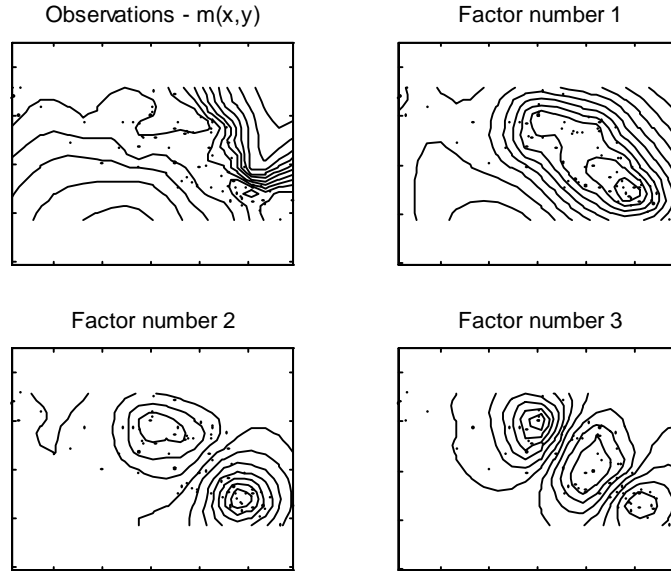 Observations - m(x,y)
Factor number 1
Factor number 2
Factor number 3